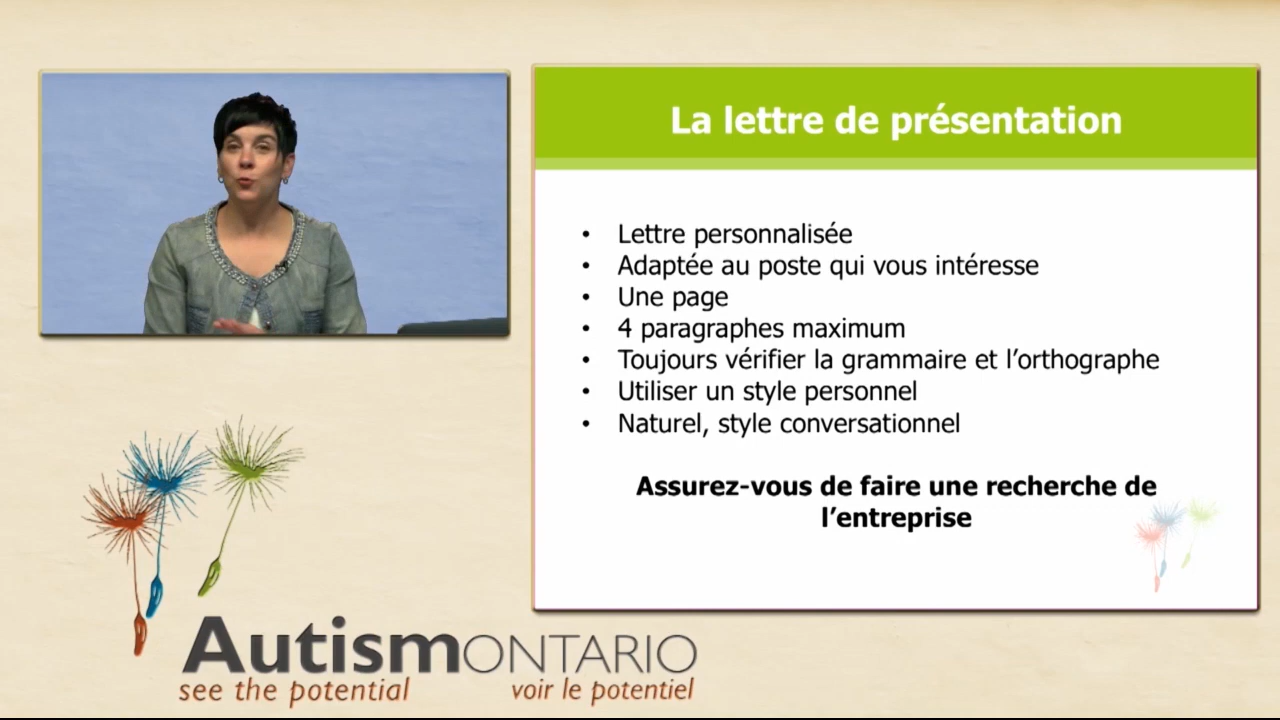 La lettre de présentation
• Lettre personnalisée
• Adaptée au poste qui vous intéresse
• Une page
• 4 paragraphes maximum
• Toujours vérifier la grammaire et l’orthographe
• Utiliser un style personnel
• Naturel, style conversationnel
Assurez-vous de faire une recherche de
l’entreprise
AutismONTARIO
see the potential voir le potentiel